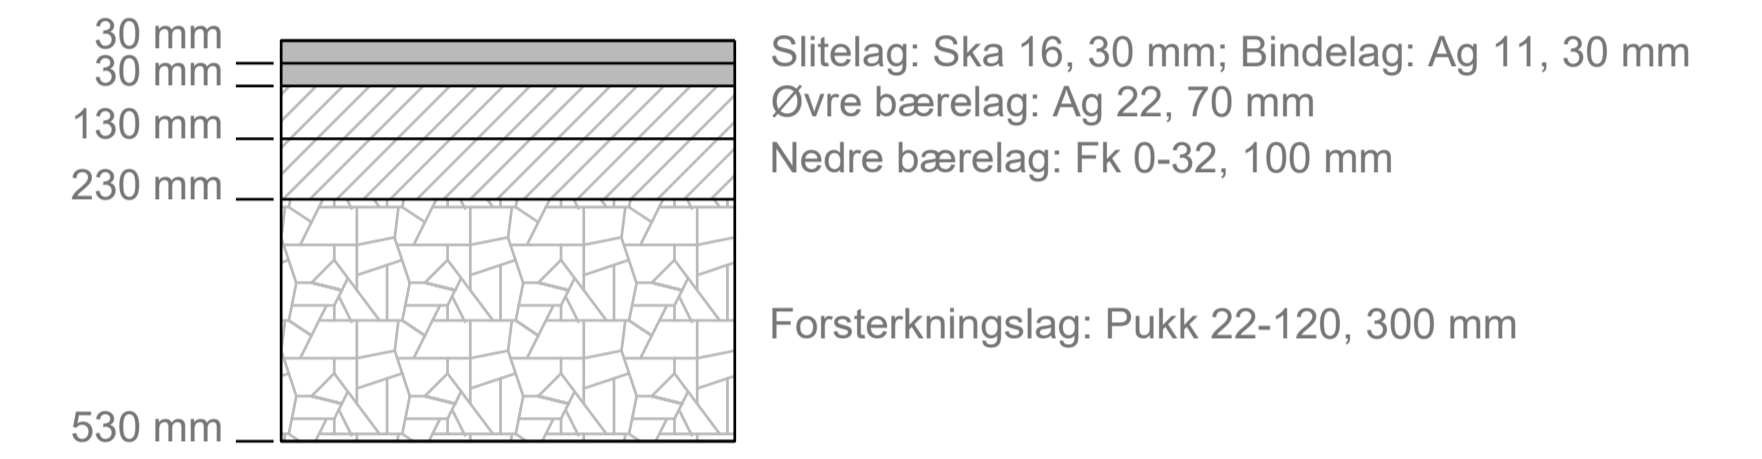 30 mm
Slitelag: Ska 16, 30 mm; Bindelag: Ag 11, 30 mm
30 mm
Øvre bærelag: Ag 22, 70 mm
130 mm
Nedre bærelag: Fk 0-32, 100 mm
230 mm
Forsterkningslag: Pukk 22-120, 300 mm
530 mm